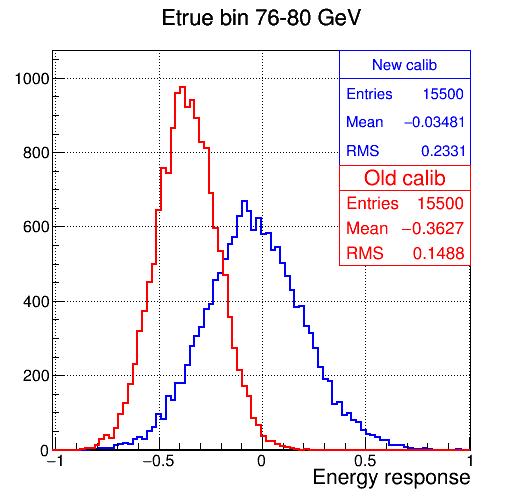 Etrue bin 76-80 GeV
New calib
Entries 15500
Mean −0.03481
RMS 0.2331
Old calib
Entries 15500
Mean −0.3627
RMS 0.1488
1000
800
600
400
200
0
−1 −0.5 0 0.5 1
Energy response